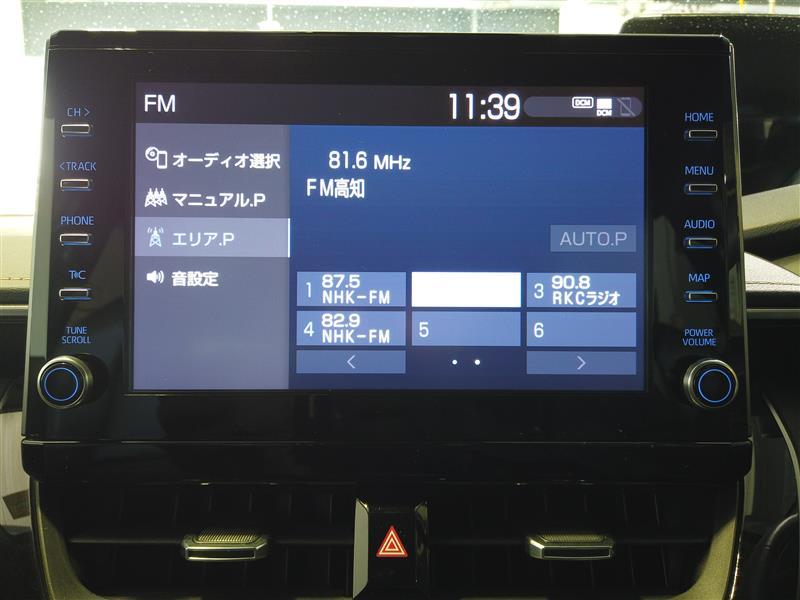 FM
11:39
DCM
DCM
CH >
<TRACK
PHONE
T C
TUNE
SCROLL
オーディオ選択
マニュアル.P
エリア.P
音設定
81.6 MHz
FM高知
AUTO.P
1 87.5
NHK-FM
3 90.8
RKCラジオ
4 82.9
NHK-FM
5
6
<
>
HOME
MENU
AUDIO
MAP
POWER
VOLUME